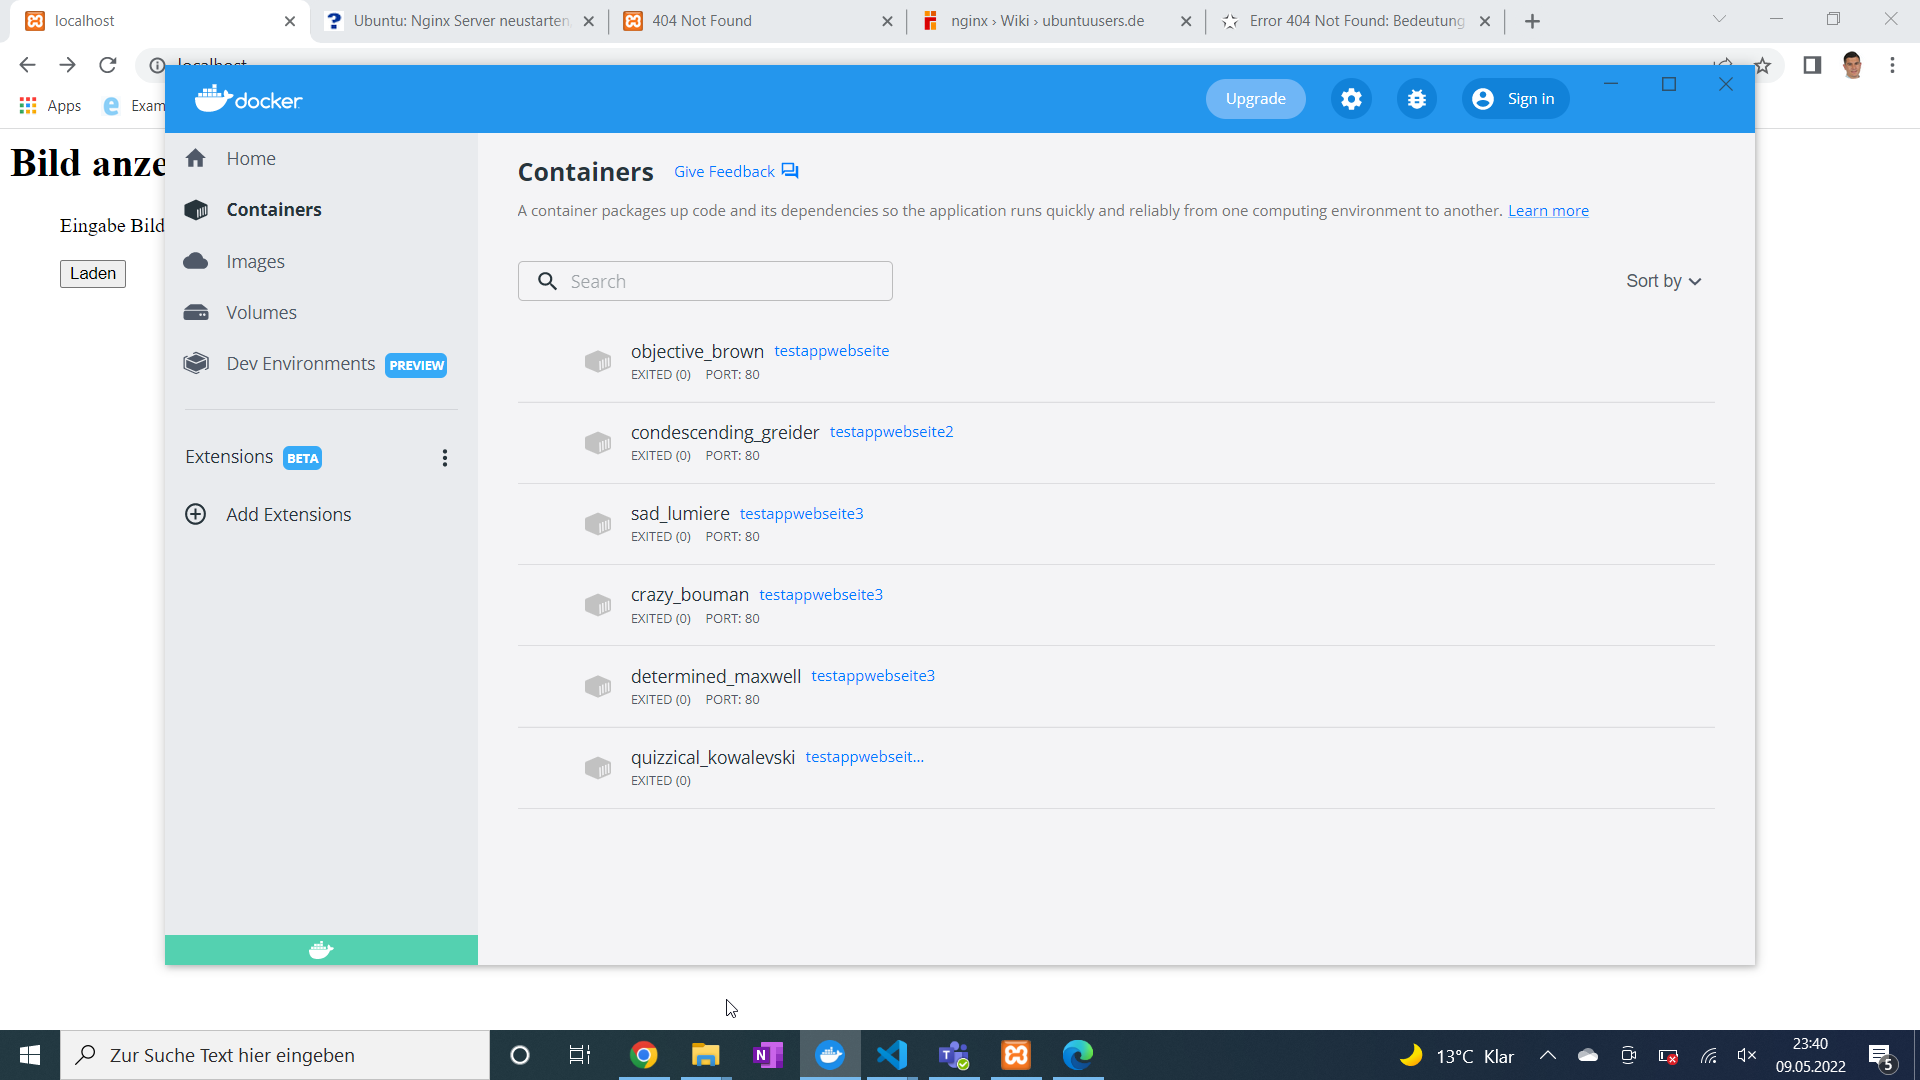 localhost
Ubuntu: Nginx Server neustarten,
404 Not Found
nginx › Wiki › ubuntuusers.de
Error 404 Not Found: Bedeutung
localhost
Apps
Exam
docker
Upgrade
Sign in
Bild anze
Eingabe Bild
Laden
Home
Containers
Images
Volumes
Dev Environments PREVIEW
Extensions BETA
Add Extensions
Containers Give Feedback
A container packages up code and its dependencies so the application runs quickly and reliably from one computing environment to another. Learn more
Search
Sort by
objective_brown testappwebseite
EXITED (0) PORT: 80
condescending_greider testappwebseite2
EXITED (0) PORT: 80
sad_lumiere testappwebseite3
EXITED (0) PORT: 80
crazy_bouman testappwebseite3
EXITED (0) PORT: 80
determined_maxwell testappwebseite3
EXITED (0) PORT: 80
quizzical_kowalevski testappwebseit...
EXITED (0)
Zur Suche Text hier eingeben
13°C Klar
23:40
09.05.2022
5